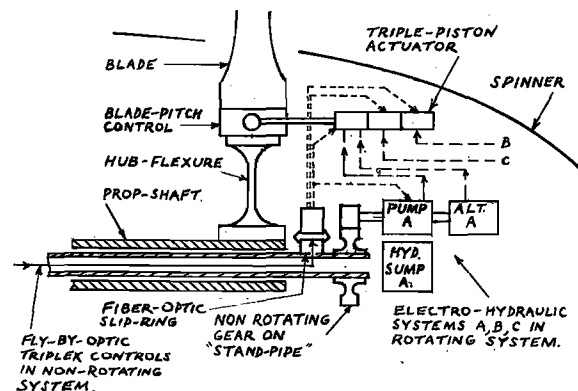 TRIPLE-PISTON
ACTUATOR
BLADE
SPINNER
BLADE-PITCH
CONTROL
B
C
HUB-FLEXURE
PROP-SHAFT.
PUMP
A
ALT.
A
HYD.
SUMP
A.
FIBER-OPTIC
SLIP-RING
NON ROTATING
GEAR ON
"STAND-PIPE"
ELECTRO-HYDRAULIC
SYSTEMS A,B,C IN
ROTATING SYSTEM.
FLY-BY-OPTIC
TRIPLEX CONTROLS
IN NON-ROTATING
SYSTEM.